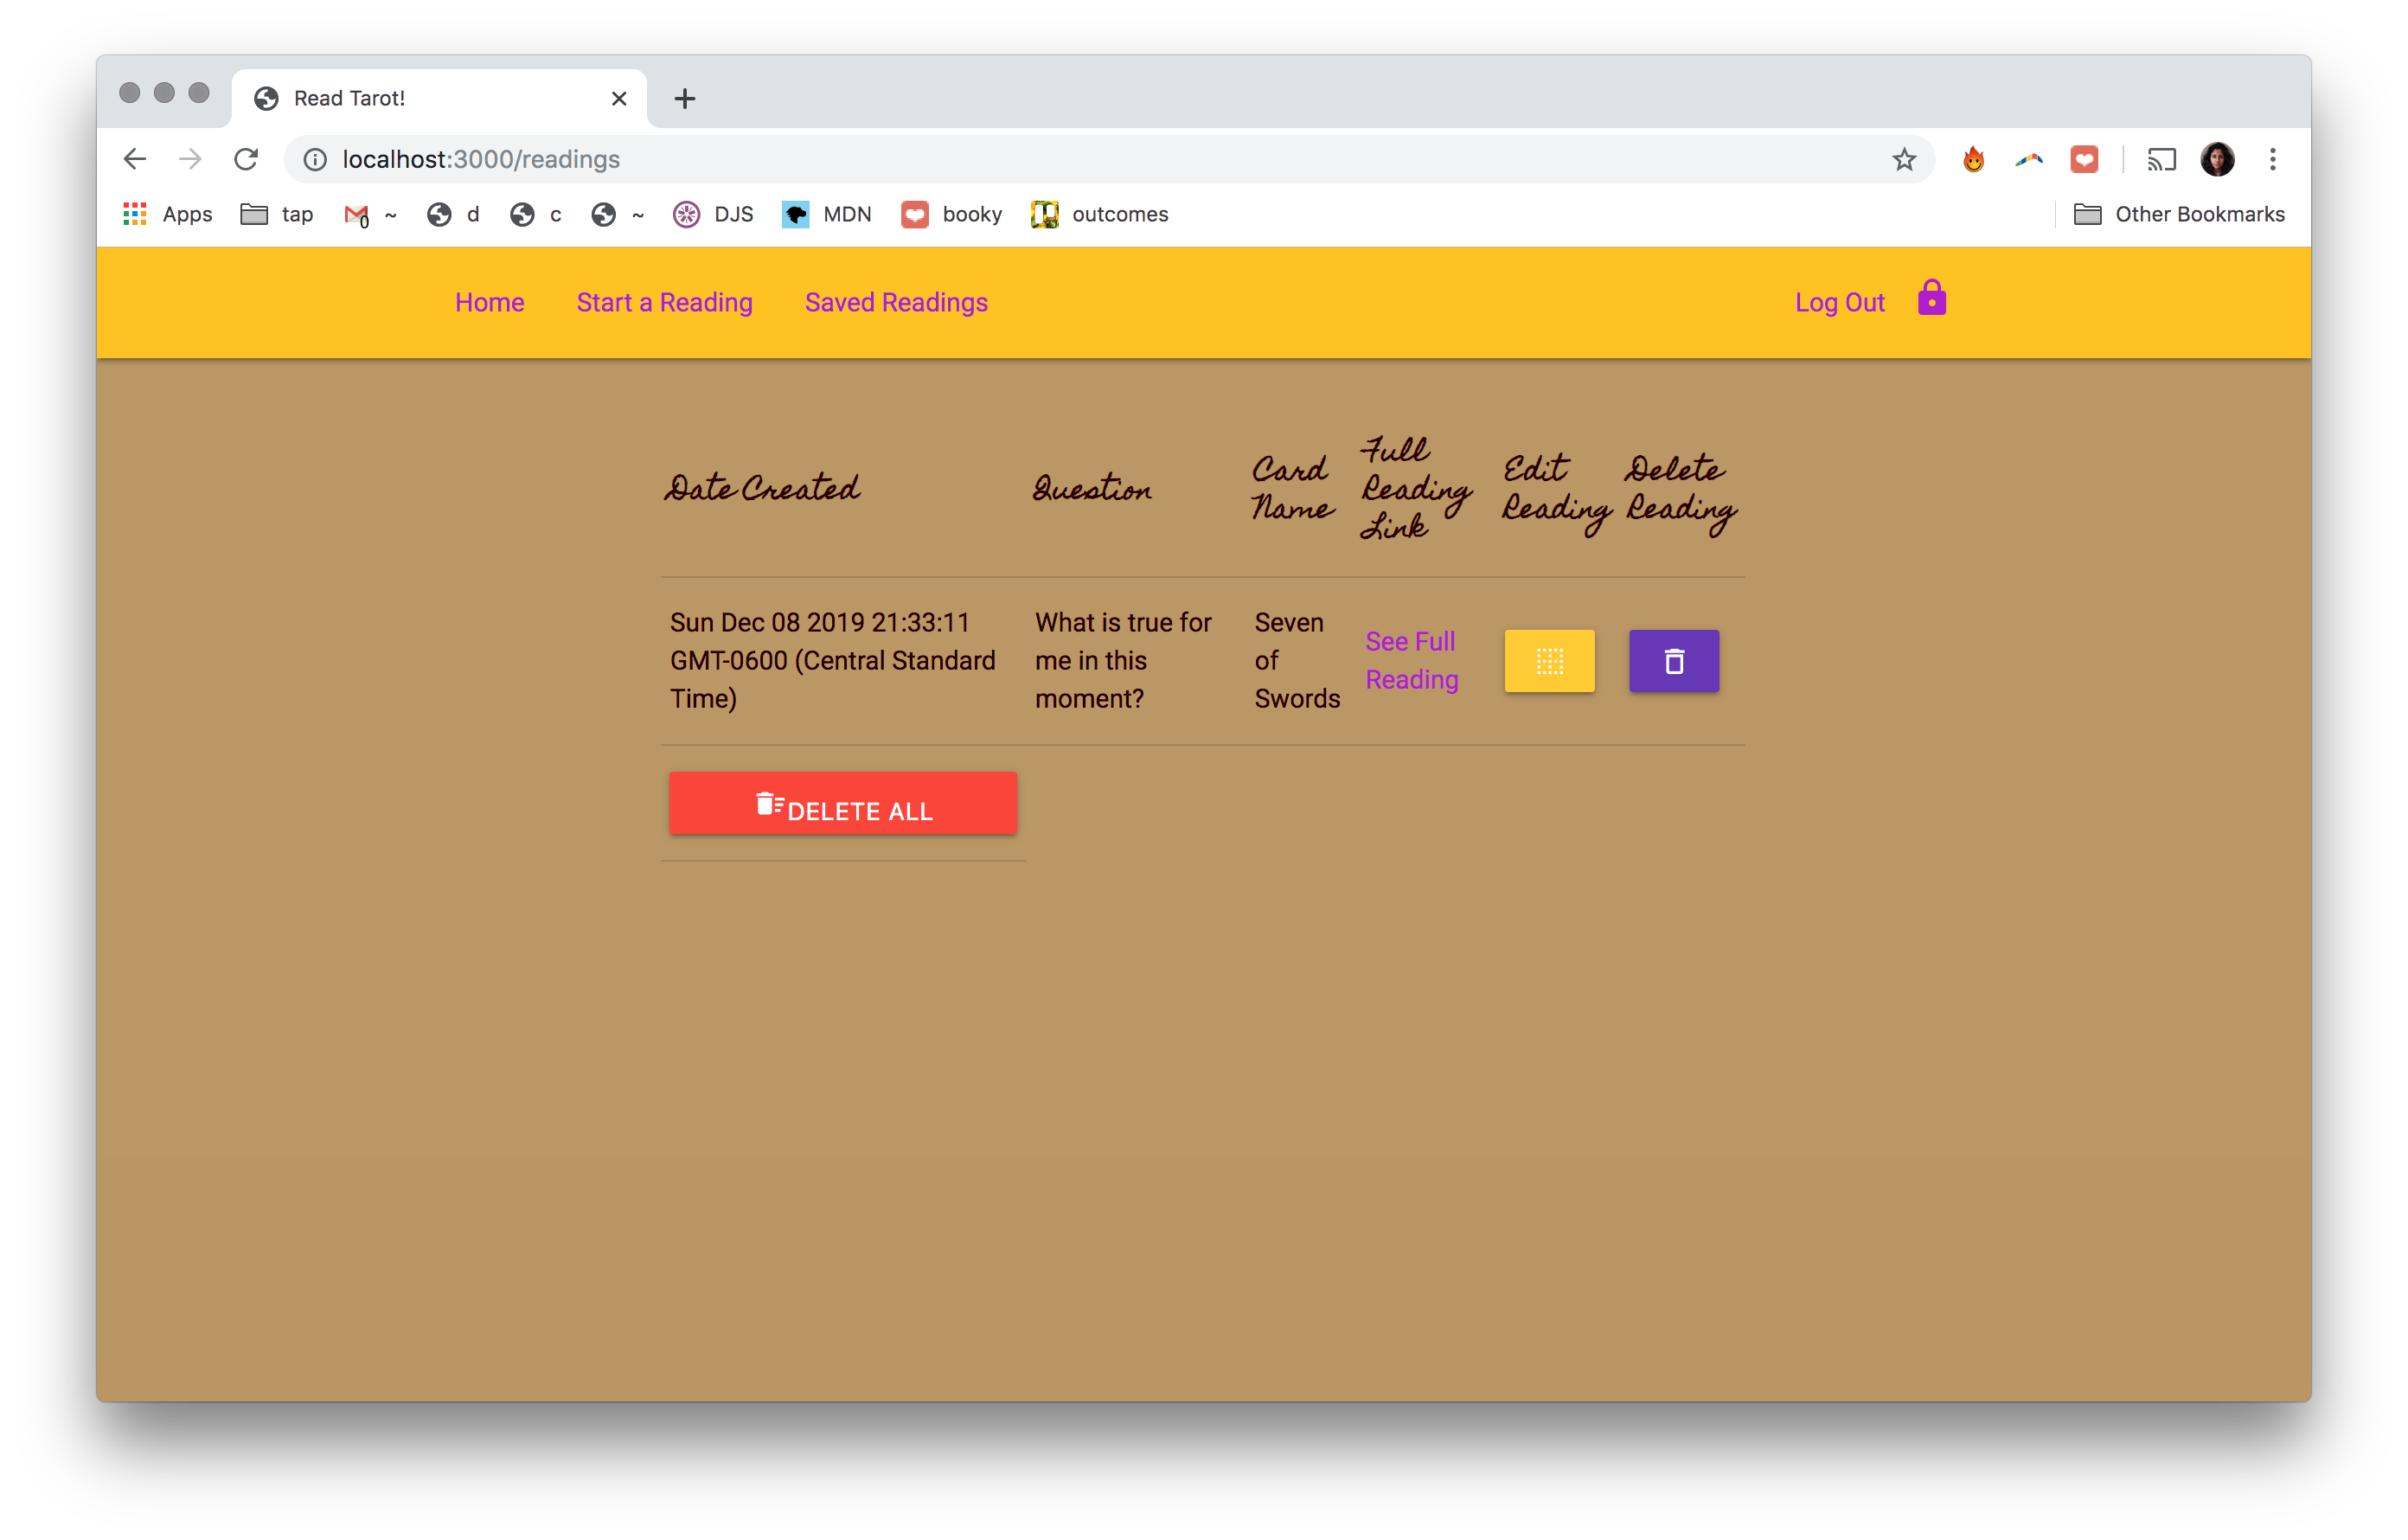 Read Tarot!
localhost:3000/readings
Apps tap 0 ~ d c ~ DJS MDN booky outcomes Other Bookmarks
Home Start a Reading Saved Readings Log Out
Date Created
Question
Card
Name
Full
Reading
Link
Edit
Reading
Delete
Reading
Sun Dec 08 2019 21:33:11
GMT-0600 (Central Standard
Time)
What is true for
me in this
moment?
Seven
of
Swords
See Full
Reading
DELETE ALL